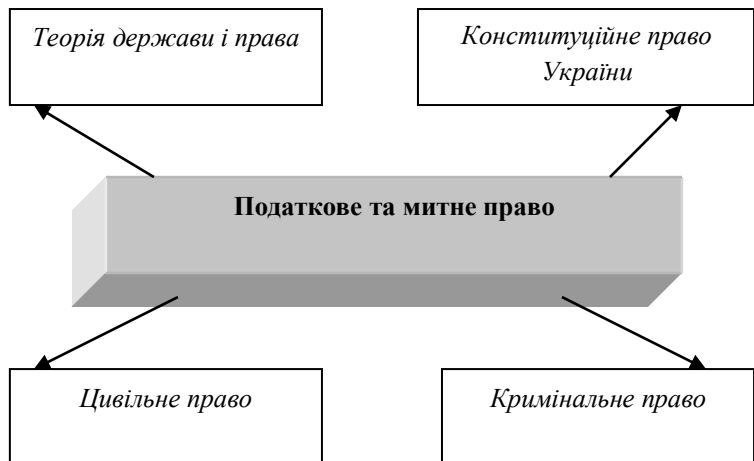 Теорія держави і права
Конституційне право
України
Податкове та митне право
Цивільне право
Кримінальне право